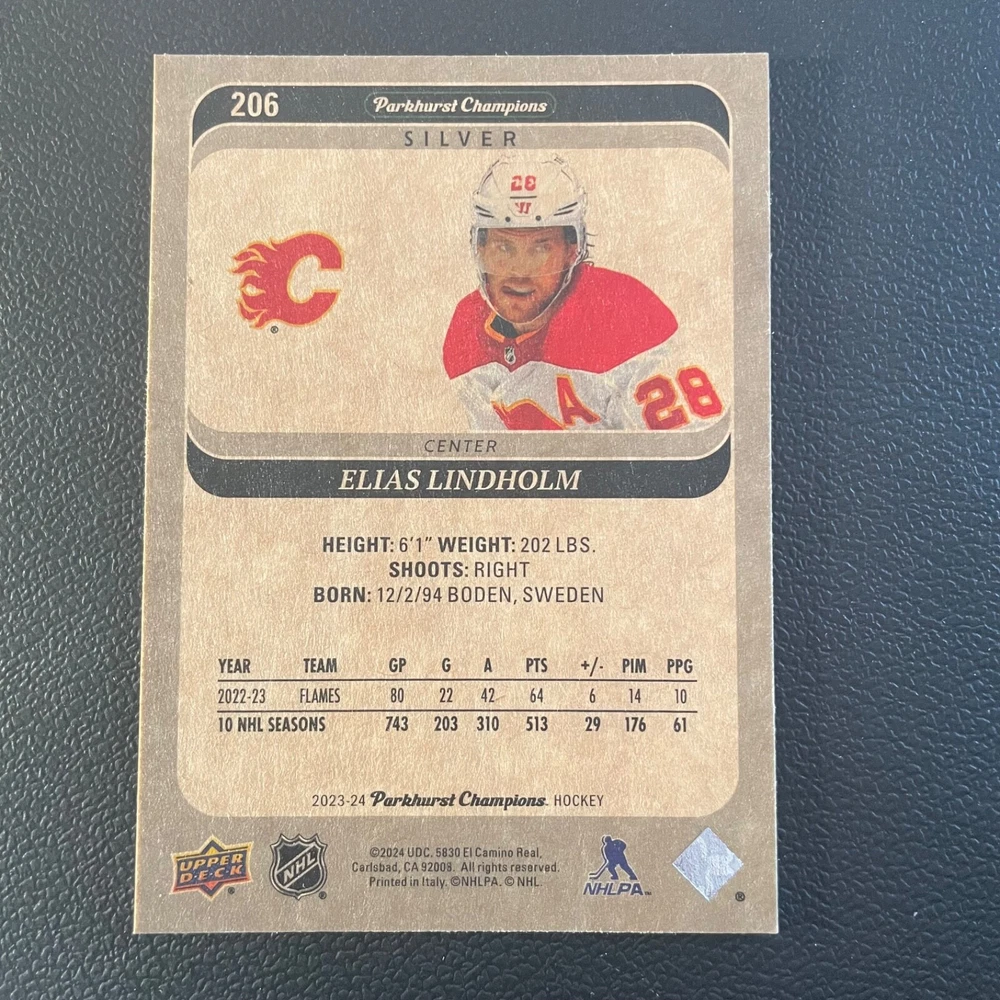 206 Parkhurst Champions
SILVER
28
C
®
A
28
CENTER
ELIAS LINDHOLM
HEIGHT: 6'1" WEIGHT: 202 LBS.
SHOOTS: RIGHT
BORN: 12/2/94 BODEN, SWEDEN
YEAR TEAM GP G A PTS +/- PIM PPG
2022-23 FLAMES 80 22 42 64 6 14 10
10 NHL SEASONS 743 203 310 513 29 176 61
2023-24 Parkhurst Champions HOCKEY
UPPER
D·E·C·K
®
NHL
®
©2024 UDC. 5830 El Camino Real,
Carlsbad, CA 92008. All rights reserved.
Printed in Italy. ©NHLPA. © NHL.
NHLPA™
®